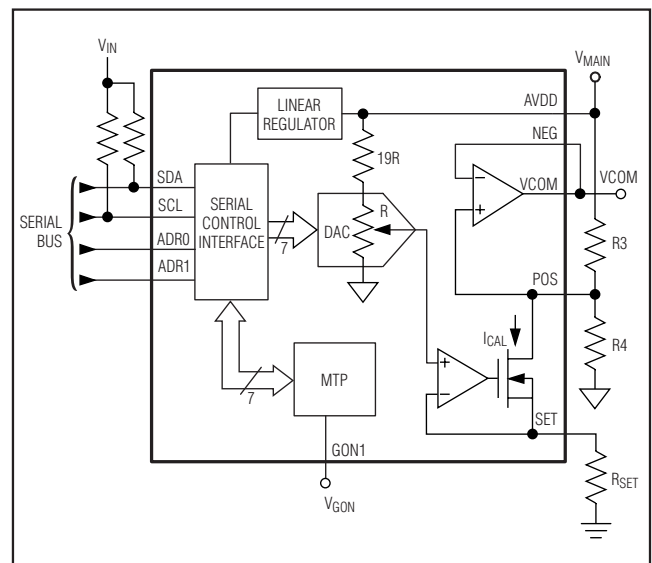 VIN
VMAIN
LINEAR
REGULATOR
AVDD
NEG
19R
SDA
SCL
ADR0
ADR1
SERIAL
BUS
SERIAL
CONTROL
INTERFACE
7
DAC
R
VCOM
VCOM
R3
POS
R4
ICAL
MTP
7
SET
GON1
VGON
RSET
−
+
+
−